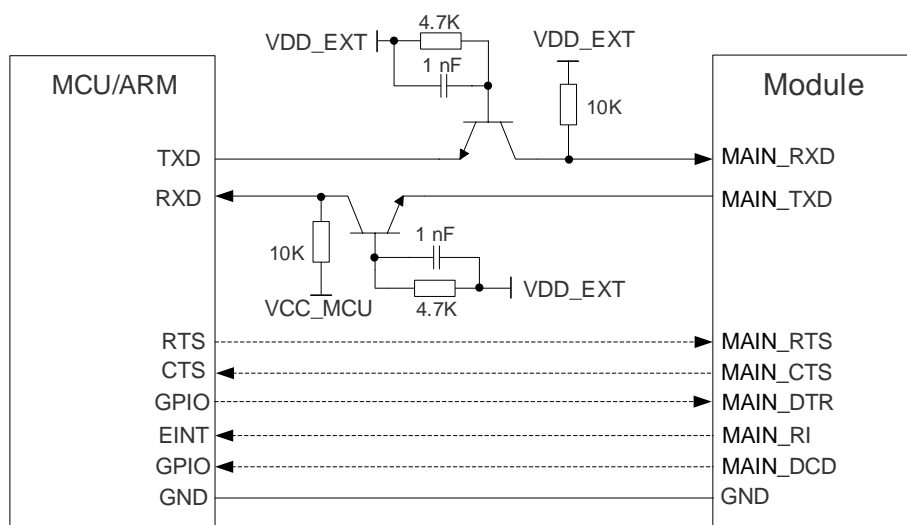 4.7K
VDD_EXT
VDD_EXT
1 nF
MCU/ARM
Module
10K
TXD
MAIN_RXD
RXD
MAIN_TXD
1 nF
10K
VCC_MCU
4.7K
VDD_EXT
RTS
MAIN_RTS
CTS
MAIN_CTS
GPIO
MAIN_DTR
EINT
MAIN_RI
GPIO
MAIN_DCD
GND
GND